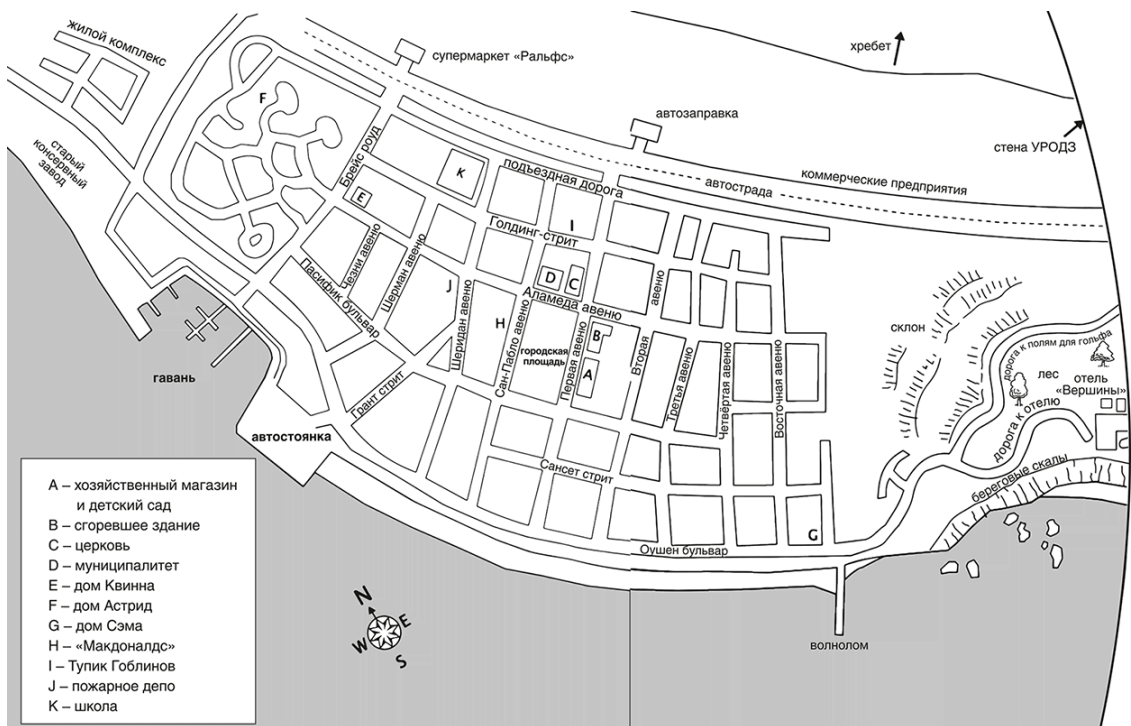 жилой комплекс
супермаркет «Ральфс»
хребет
F
автозаправка
стена УРОДЗ
старый
консервный
завод
Брейс роуд
K
подъездная дорога
автострада
коммерческие предприятия
E
I
Голдинг-стрит
Пасифик бульвар
Чезни авеню
Шерман авеню
J
Шеридан авеню
D
C
Аламеда авеню
авеню
Вторая
H
Сан-Пабло авеню
городская
площадь
Первая авеню
B
A
Третья авеню
Четвёртая авеню
Восточная авеню
склон
дорога к полям для гольфа
лес
отель
«Вершины»
дорога к отелю
береговые скалы
гавань
Грант стрит
автостоянка
Сансет стрит
G
Оушен бульвар
волнолом
N
E
W
S
A – хозяйственный магазин
и детский сад
B – сгоревшее здание
C – церковь
D – муниципалитет
E – дом Квинна
F – дом Астрид
G – дом Сэма
H – «Макдоналдс»
I – Тупик Гоблинов
J – пожарное депо
K – школа